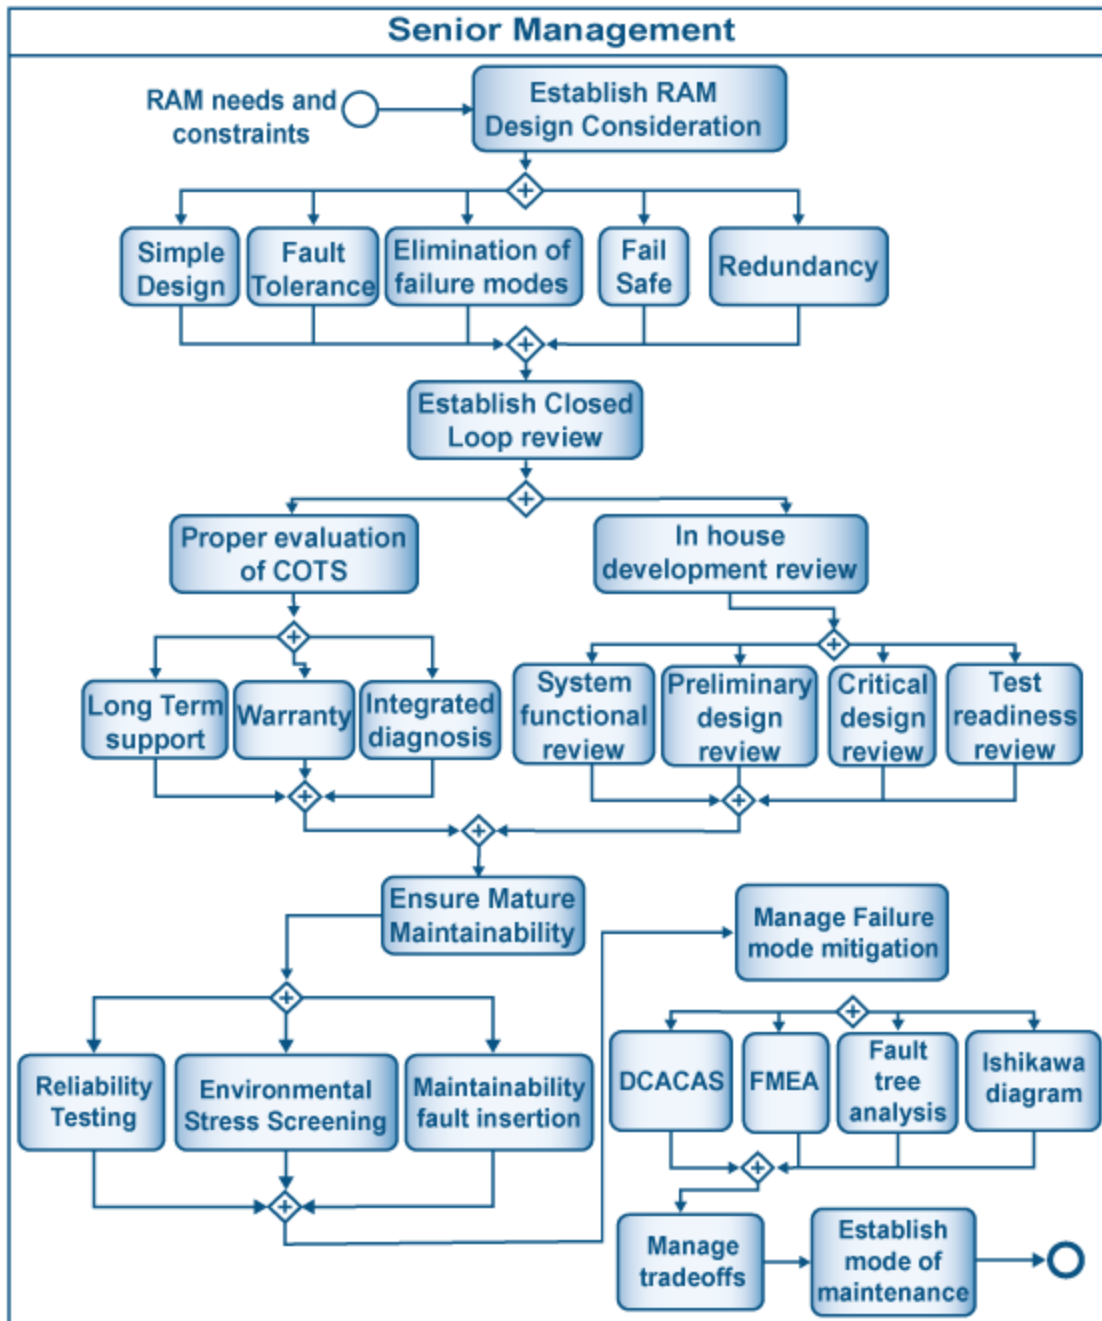 Senior Management
RAM needs and
constraints
Establish RAM
Design Consideration
Simple
Design
Fault
Tolerance
Elimination of
failure modes
Fail
Safe
Redundancy
Establish Closed
Loop review
Proper evaluation
of COTS
In house
development review
Long Term
support
Warranty
Integrated
diagnosis
System
functional
review
Preliminary
design
review
Critical
design
review
Test
readiness
review
Ensure Mature
Maintainability
Manage Failure
mode mitigation
Reliability
Testing
Environmental
Stress Screening
Maintainability
fault insertion
DCACAS
FMEA
Fault
tree
analysis
Ishikawa
diagram
Manage
tradeoffs
Establish
mode of
maintenance